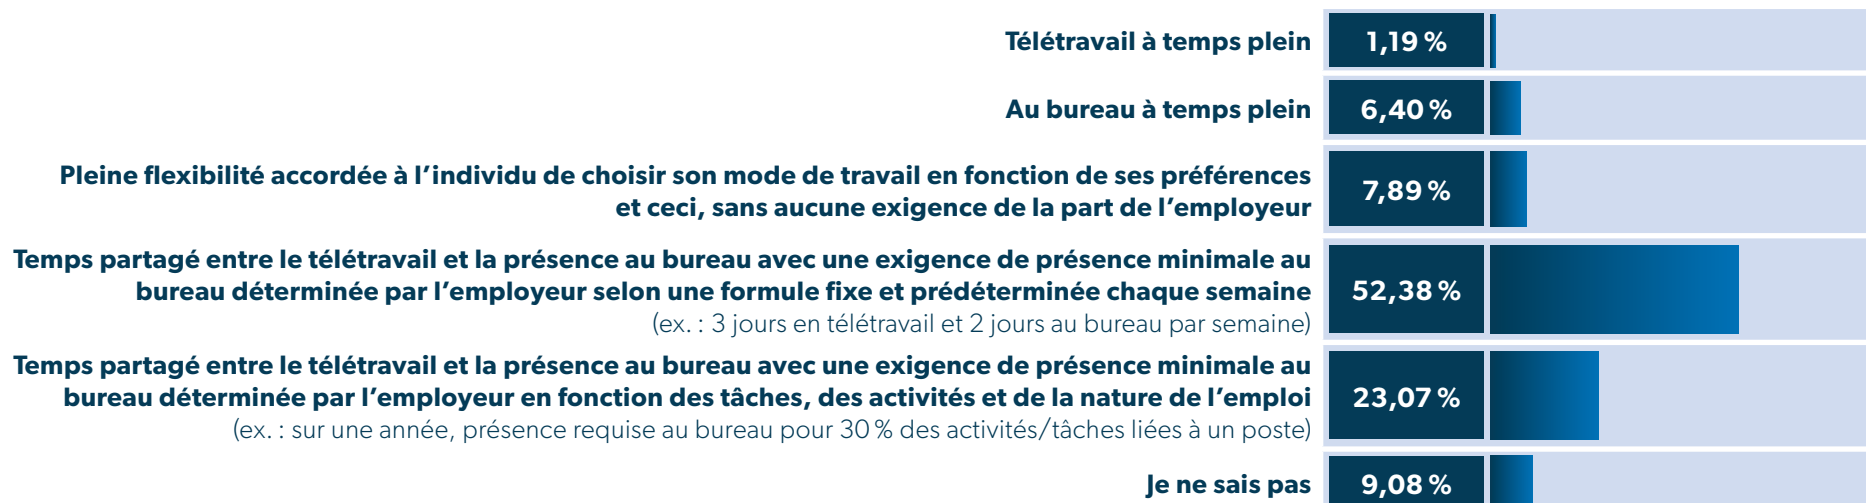 Télétravail à temps plein 1,19 %
Au bureau à temps plein 6,40 %
Pleine flexibilité accordée à l’individu de choisir son mode de travail en fonction de ses préférences
et ceci, sans aucune exigence de la part de l’employeur
7,89 %
Temps partagé entre le télétravail et la présence au bureau avec une exigence de présence minimale au
bureau déterminée par l’employeur selon une formule fixe et prédéterminée chaque semaine
(ex. : 3 jours en télétravail et 2 jours au bureau par semaine)
52,38 %
Temps partagé entre le télétravail et la présence au bureau avec une exigence de présence minimale au
bureau déterminée par l’employeur en fonction des tâches, des activités et de la nature de l’emploi
(ex. : sur une année, présence requise au bureau pour 30 % des activités/tâches liées à un poste)
23,07 %
Je ne sais pas 9,08 %